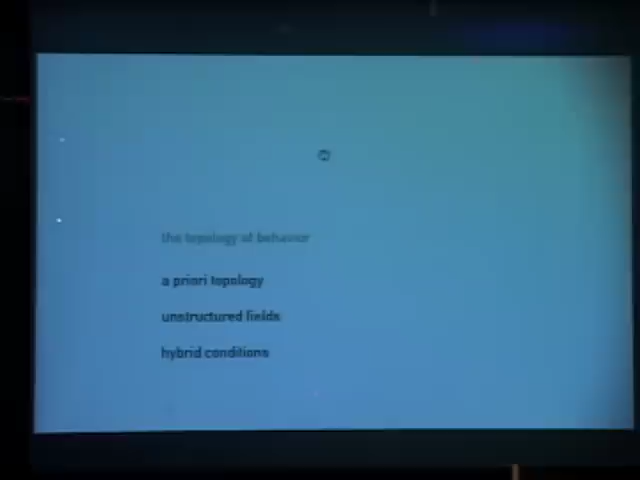 the topology of behavior
a priori topology
unstructured fields
hybrid conditions